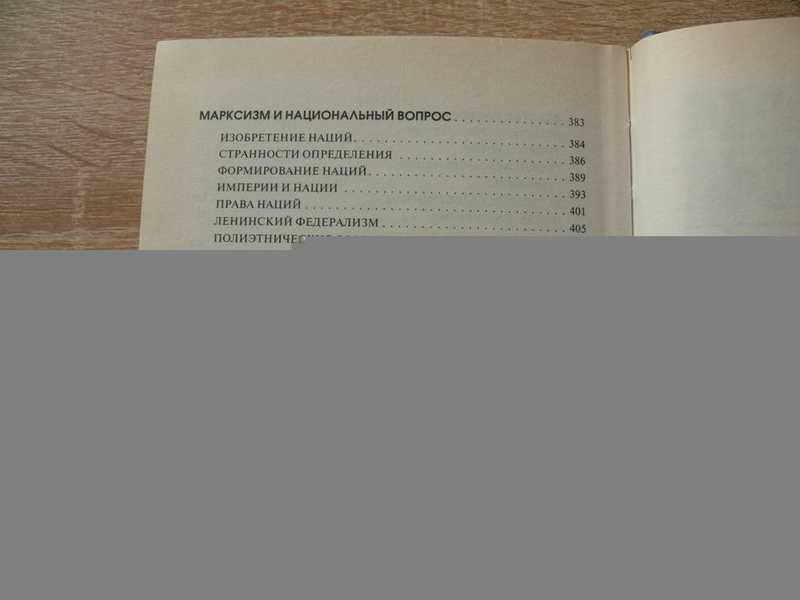 МАРКСИЗМ И НАЦИОНАЛЬНЫЙ ВОПРОС . . . . . . . . . . . . . . . 383
ИЗОБРЕТЕНИЕ НАЦИЙ. . . . . . . . . . . . . . . . . . . . . . . . . . . . 384
СТРАННОСТИ ОПРЕДЕЛЕНИЯ . . . . . . . . . . . . . . . . . . . . . . 386
ФОРМИРОВАНИЕ НАЦИЙ. . . . . . . . . . . . . . . . . . . . . . . . . . 389
ИМПЕРИИ И НАЦИИ . . . . . . . . . . . . . . . . . . . . . . . . . . . . . 393
ПРАВА НАЦИЙ . . . . . . . . . . . . . . . . . . . . . . . . . . . . . . . . . . 401
ЛЕНИНСКИЙ ФЕДЕРАЛИЗМ . . . . . . . . . . . . . . . . . . . . . . . . 405